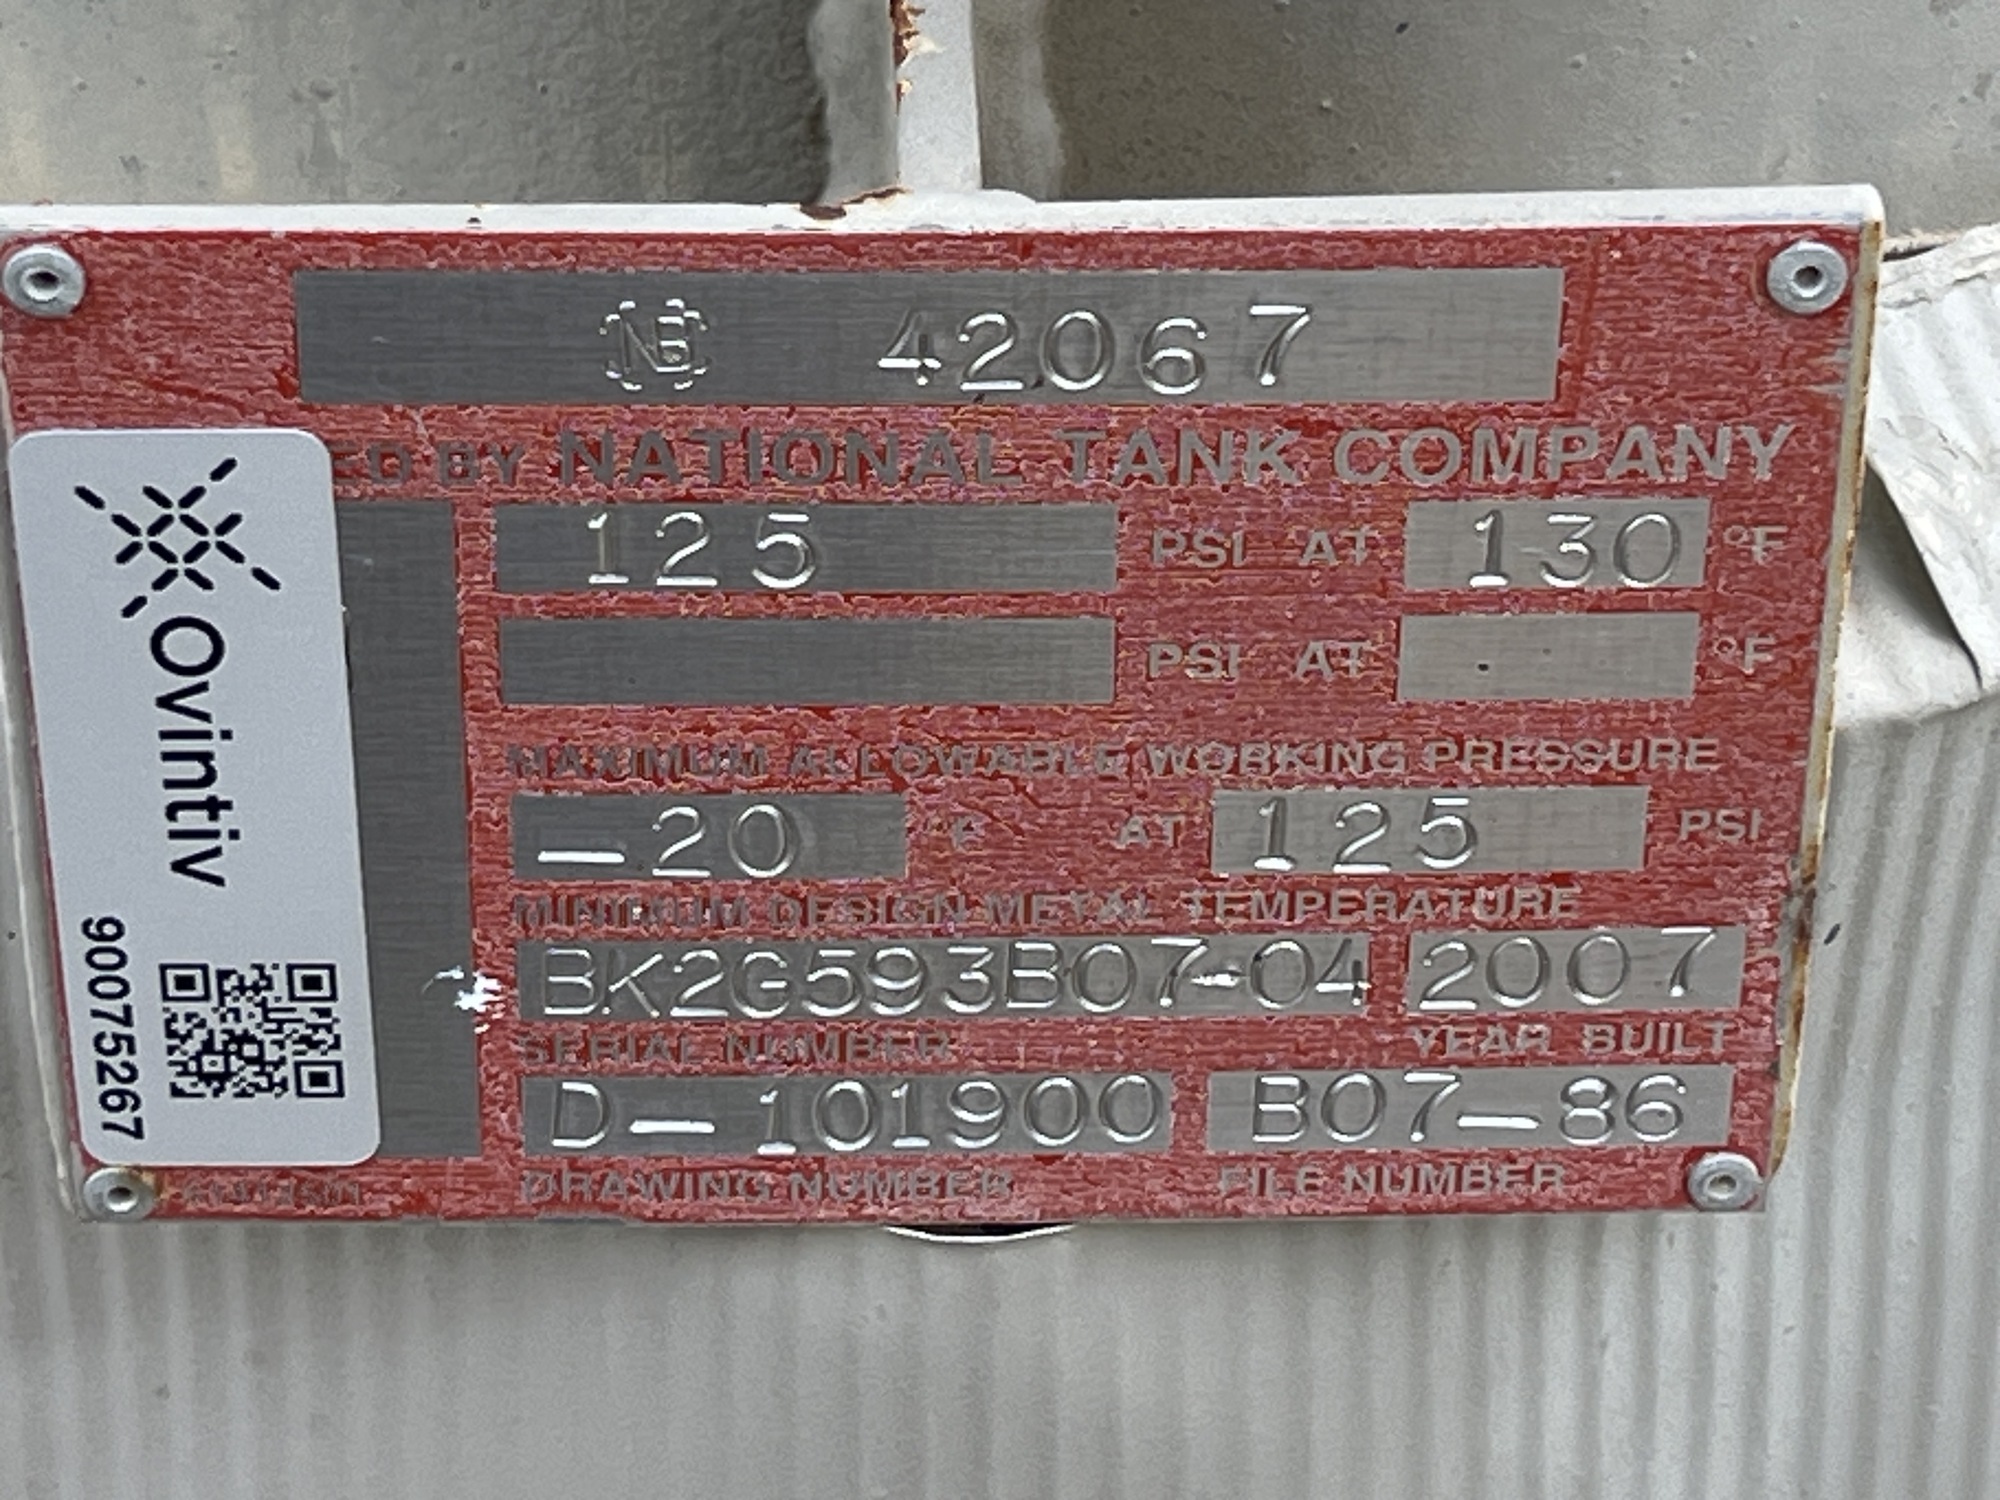 NB 42067
ED BY NATIONAL TANK COMPANY
125 PSI AT 130 °F
PSI AT °F
MAXIMUM ALLOWABLE WORKING PRESSURE
-20 °F AT 125 PSI
MINIMUM DESIGN METAL TEMPERATURE
BK2G593B07-04 2007
SERIAL NUMBER YEAR BUILT
D-101900 B07-86
DRAWING NUMBER FILE NUMBER
Ovintiv
90075267